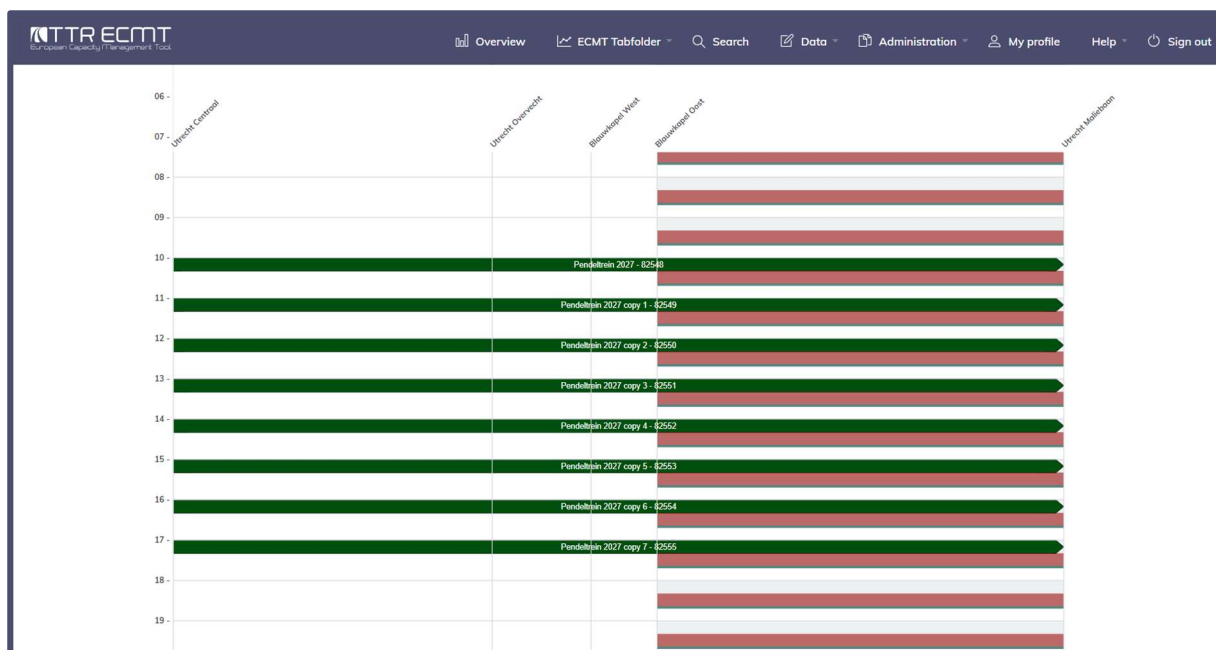 TTR ECMT
European Capacity Management Tool
Overview
ECMT Tabfolder
Search
Data
Administration
My profile
Help
Sign out
06 -
07 -
Utrecht Centraal
Utrecht Overvecht
Blauwkapel West
Blauwkapel Oost
Utrecht Maliebaan
08 -
09 -
10 -
Pendeltrein 2027 - 82548
11 -
Pendeltrein 2027 copy 1 - 82549
12 -
Pendeltrein 2027 copy 2 - 82550
13 -
Pendeltrein 2027 copy 3 - 82551
14 -
Pendeltrein 2027 copy 4 - 82552
15 -
Pendeltrein 2027 copy 5 - 82553
16 -
Pendeltrein 2027 copy 6 - 82554
17 -
Pendeltrein 2027 copy 7 - 82555
18 -
19 -